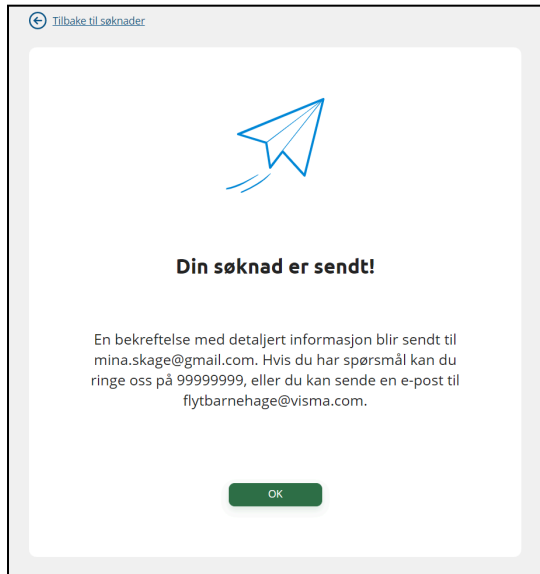 Tilbake til søknader
Din søknad er sendt!
En bekreftelse med detaljert informasjon blir sendt til
mina.skage@gmail.com. Hvis du har spørsmål kan du
ringe oss på 99999999, eller du kan sende en e-post til
flytbarnehage@visma.com.
OK